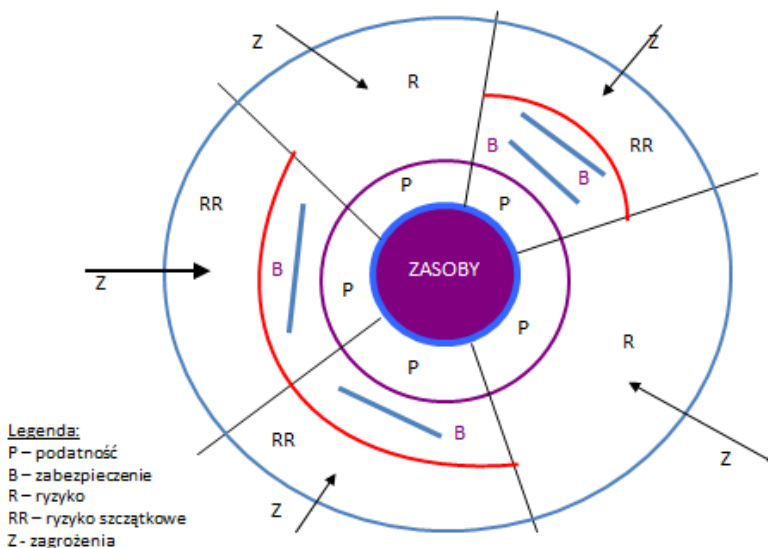 Z
Z
R
B
RR
B
P
P
RR
ZASOBY
B
Z
P
P
R
P
B
RR
Z
Z
Legenda:
P – podatność
B – zabezpieczenie
R – ryzyko
RR – ryzyko szczątkowe
Z - zagrożenia